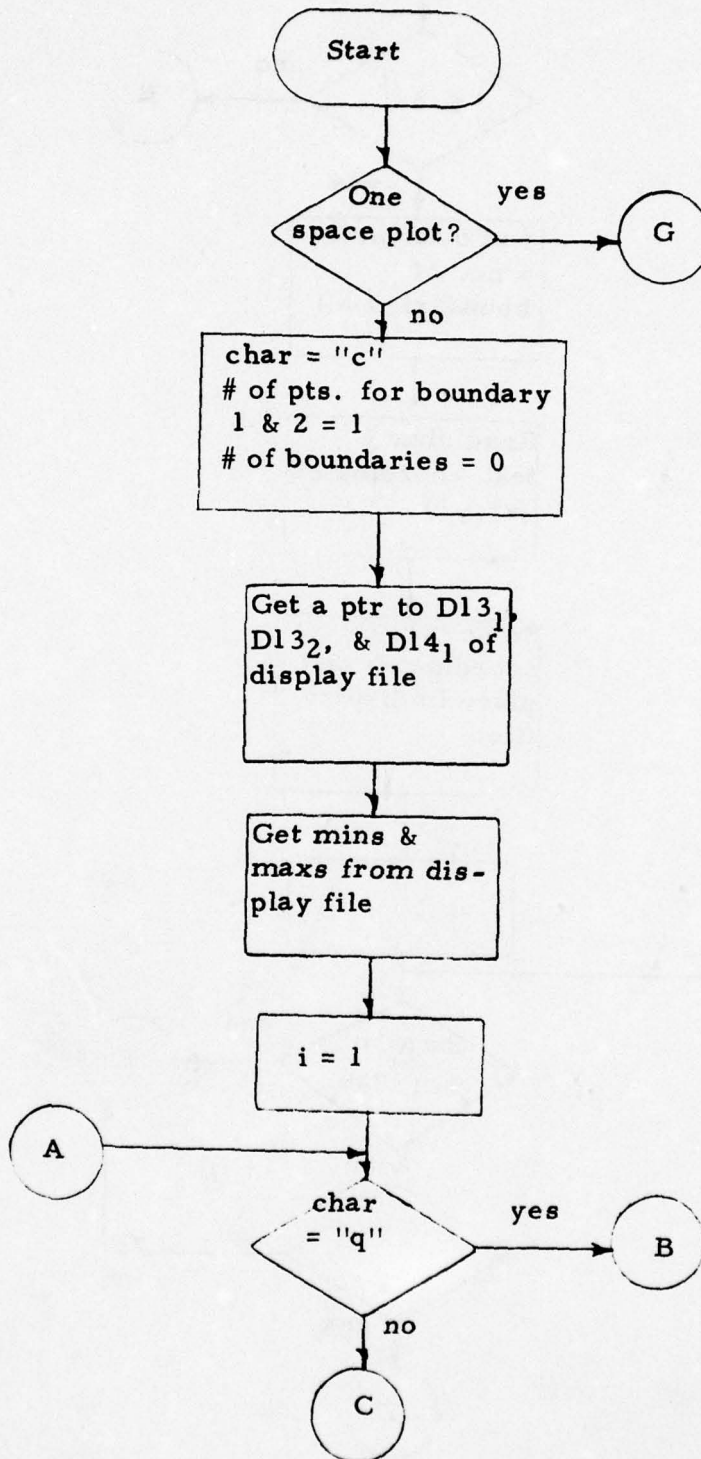 Start
One
space plot?
yes
G
no
char = "c"
# of pts. for boundary
1 & 2 = 1
# of boundaries = 0
Get a ptr to D13₁,
D13₂, & D14₁ of
display file
Get mins &
maxs from dis-
play file
i = 1
A
char
= "q"
yes
B
no
C